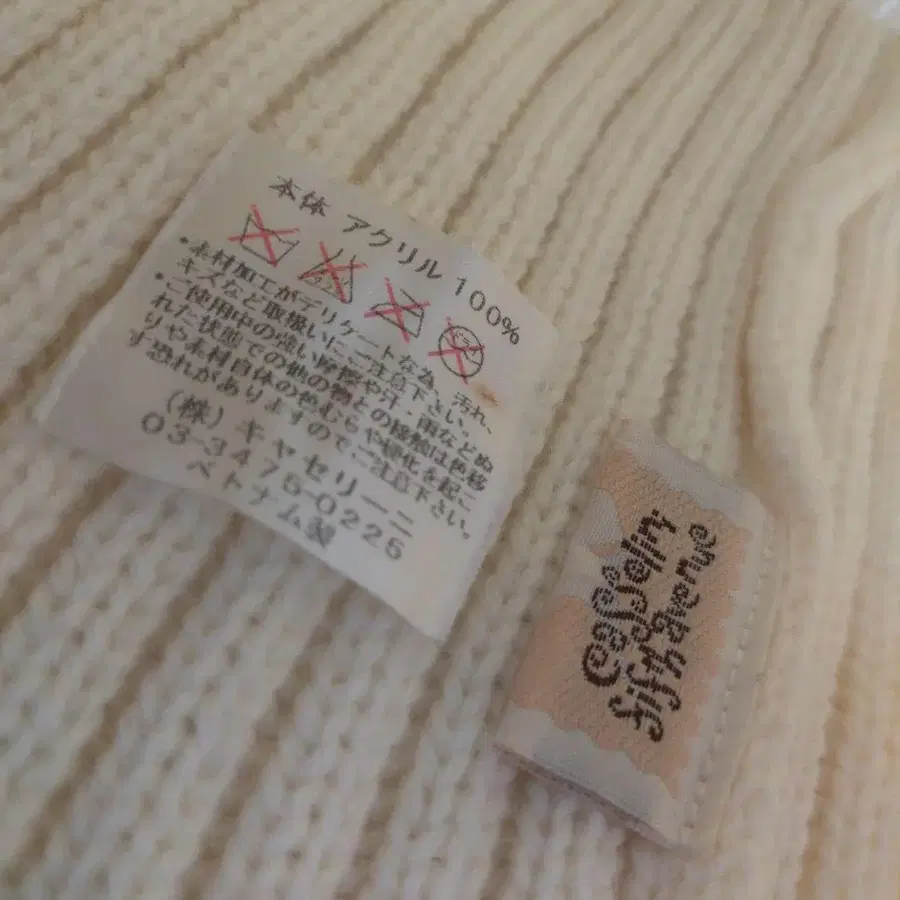 本体 アクリル 100%
・素材加工がデリケートな為、汚れ、
キズなど取扱いにご注意下さい。
・ご使用中の強い摩擦や汗・雨などぬ
れた状態での他の物との接触は色移
りや素材自体の色むらや硬化を起こ
す恐れがありますのでご注意下さい。
(株)キャセリーニ
03-3475-0225
ベトナム製
fifth avenue